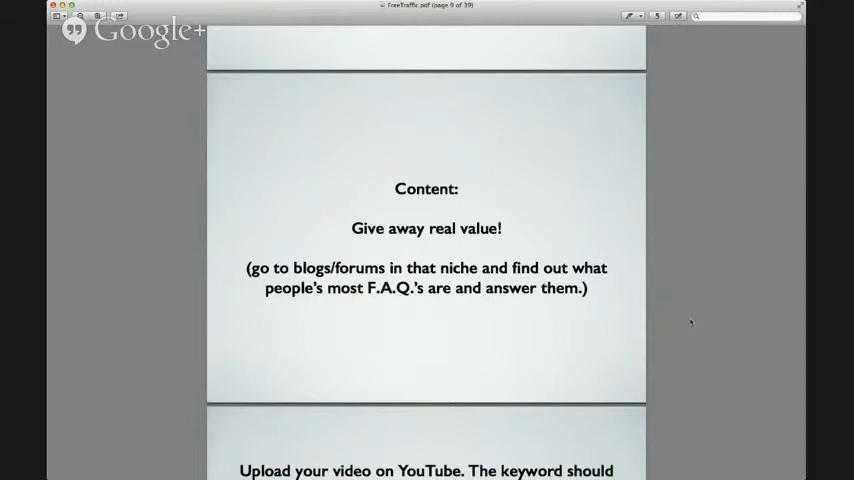 FreeTraffic.pdf (page 9 of 39)
Google+
Content:
Give away real value!
(go to blogs/forums in that niche and find out what
people's most F.A.Q.'s are and answer them.)
Upload your video on YouTube. The keyword should